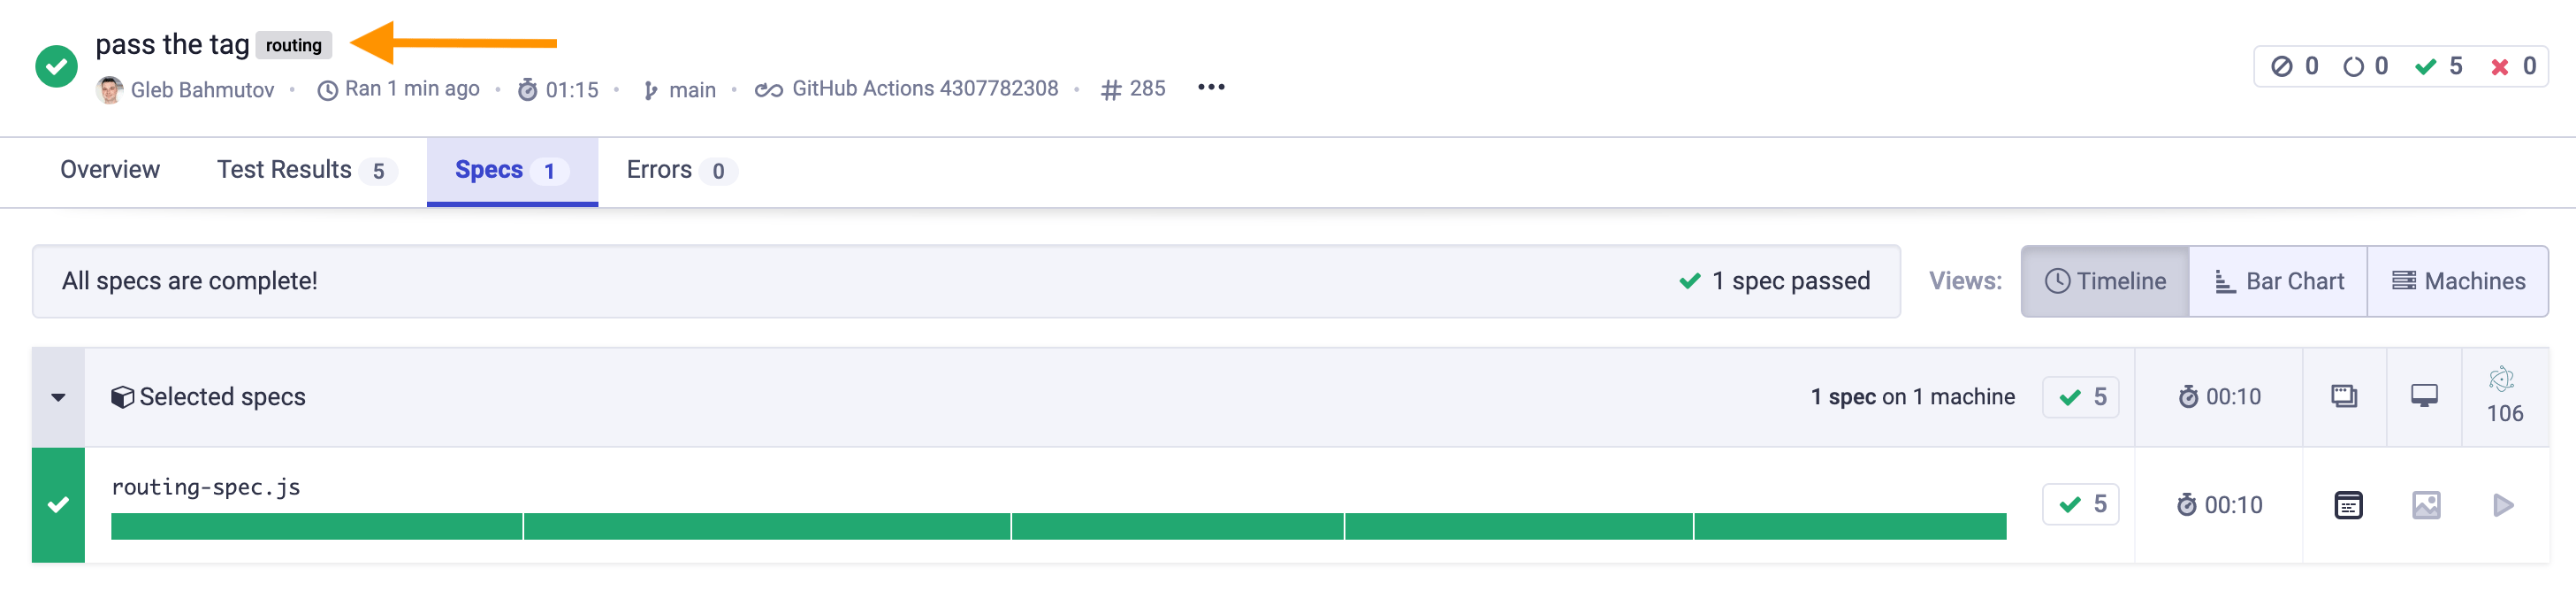 pass the tag routing
Gleb Bahmutov • Ran 1 min ago • 01:15 • main • GitHub Actions 4307782308 • # 285 •••
0 0 5 0
Overview Test Results 5 Specs 1 Errors 0
All specs are complete! 1 spec passed Views: Timeline Bar Chart Machines
Selected specs 1 spec on 1 machine 5 00:10 106
routing-spec.js 5 00:10